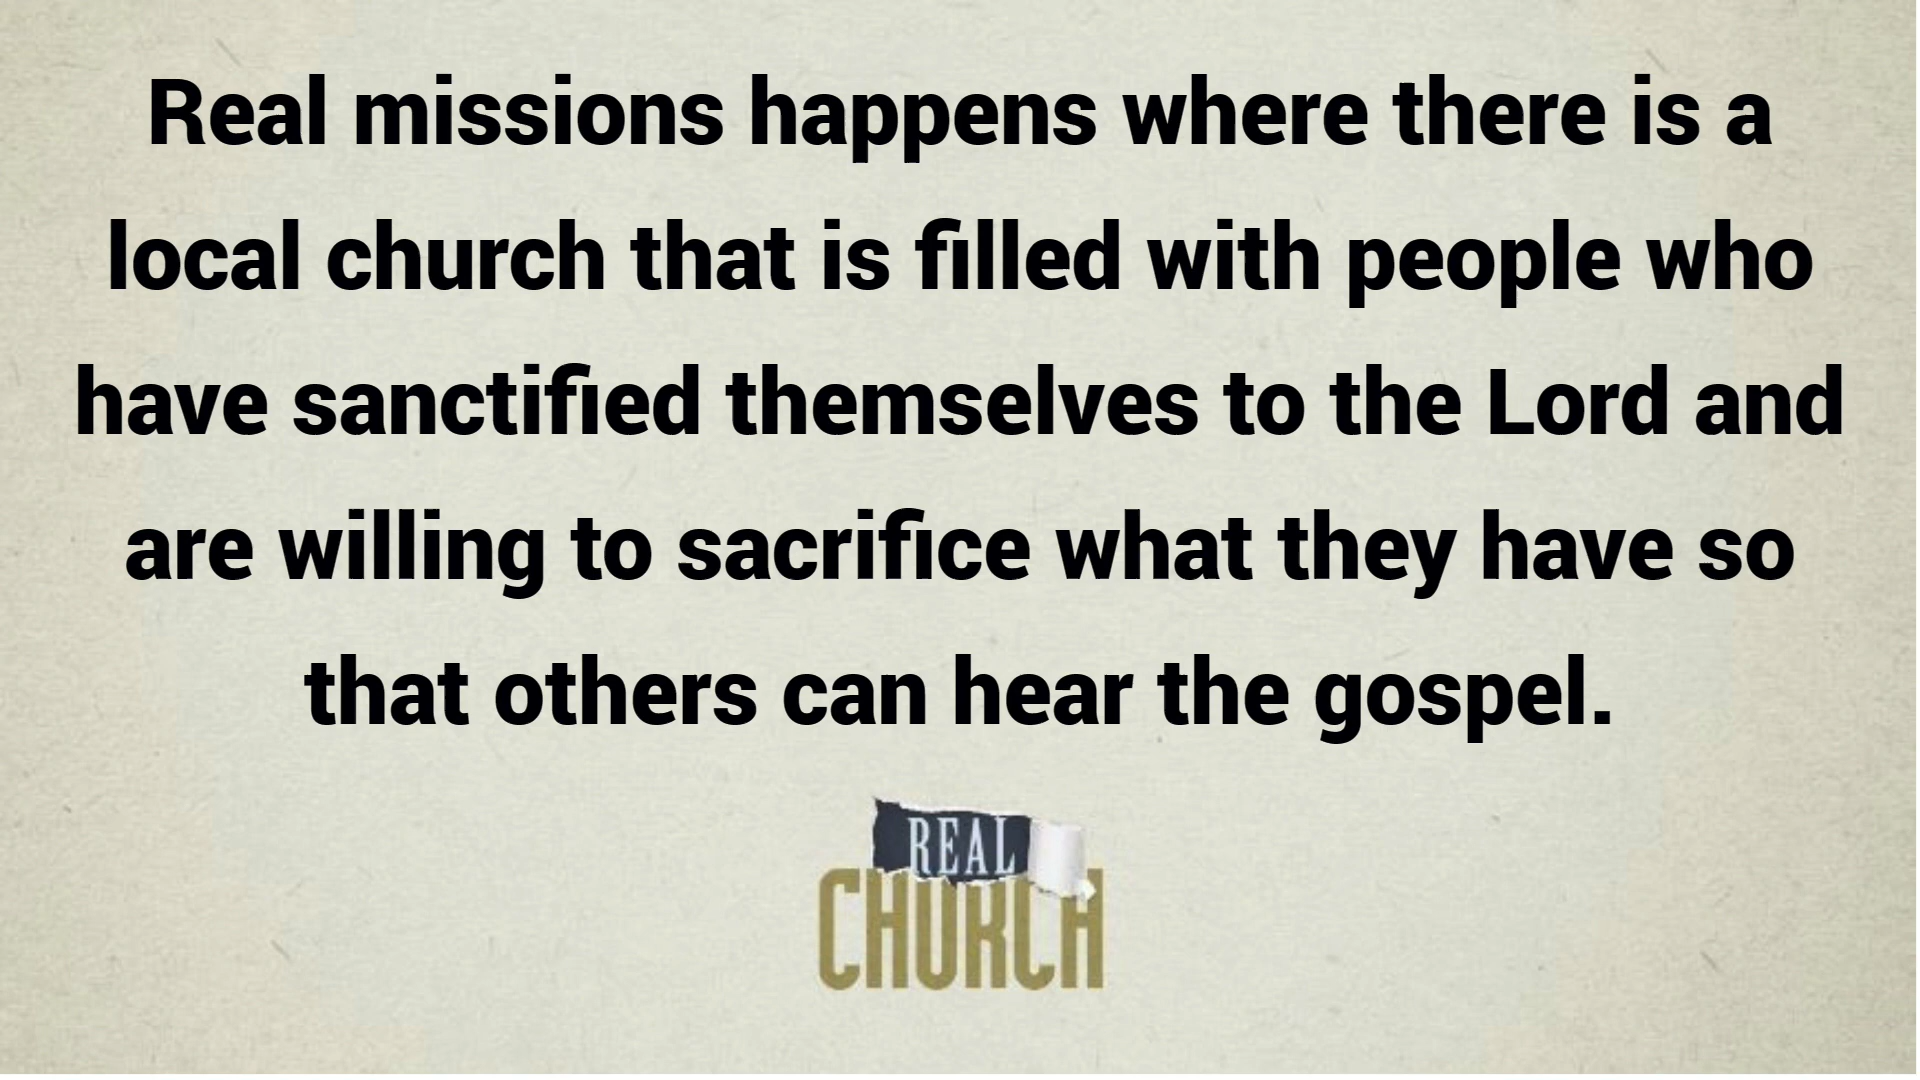 Real missions happens where there is a
local church that is filled with people who
have sanctified themselves to the Lord and
are willing to sacrifice what they have so
that others can hear the gospel.
REAL
CHURCH